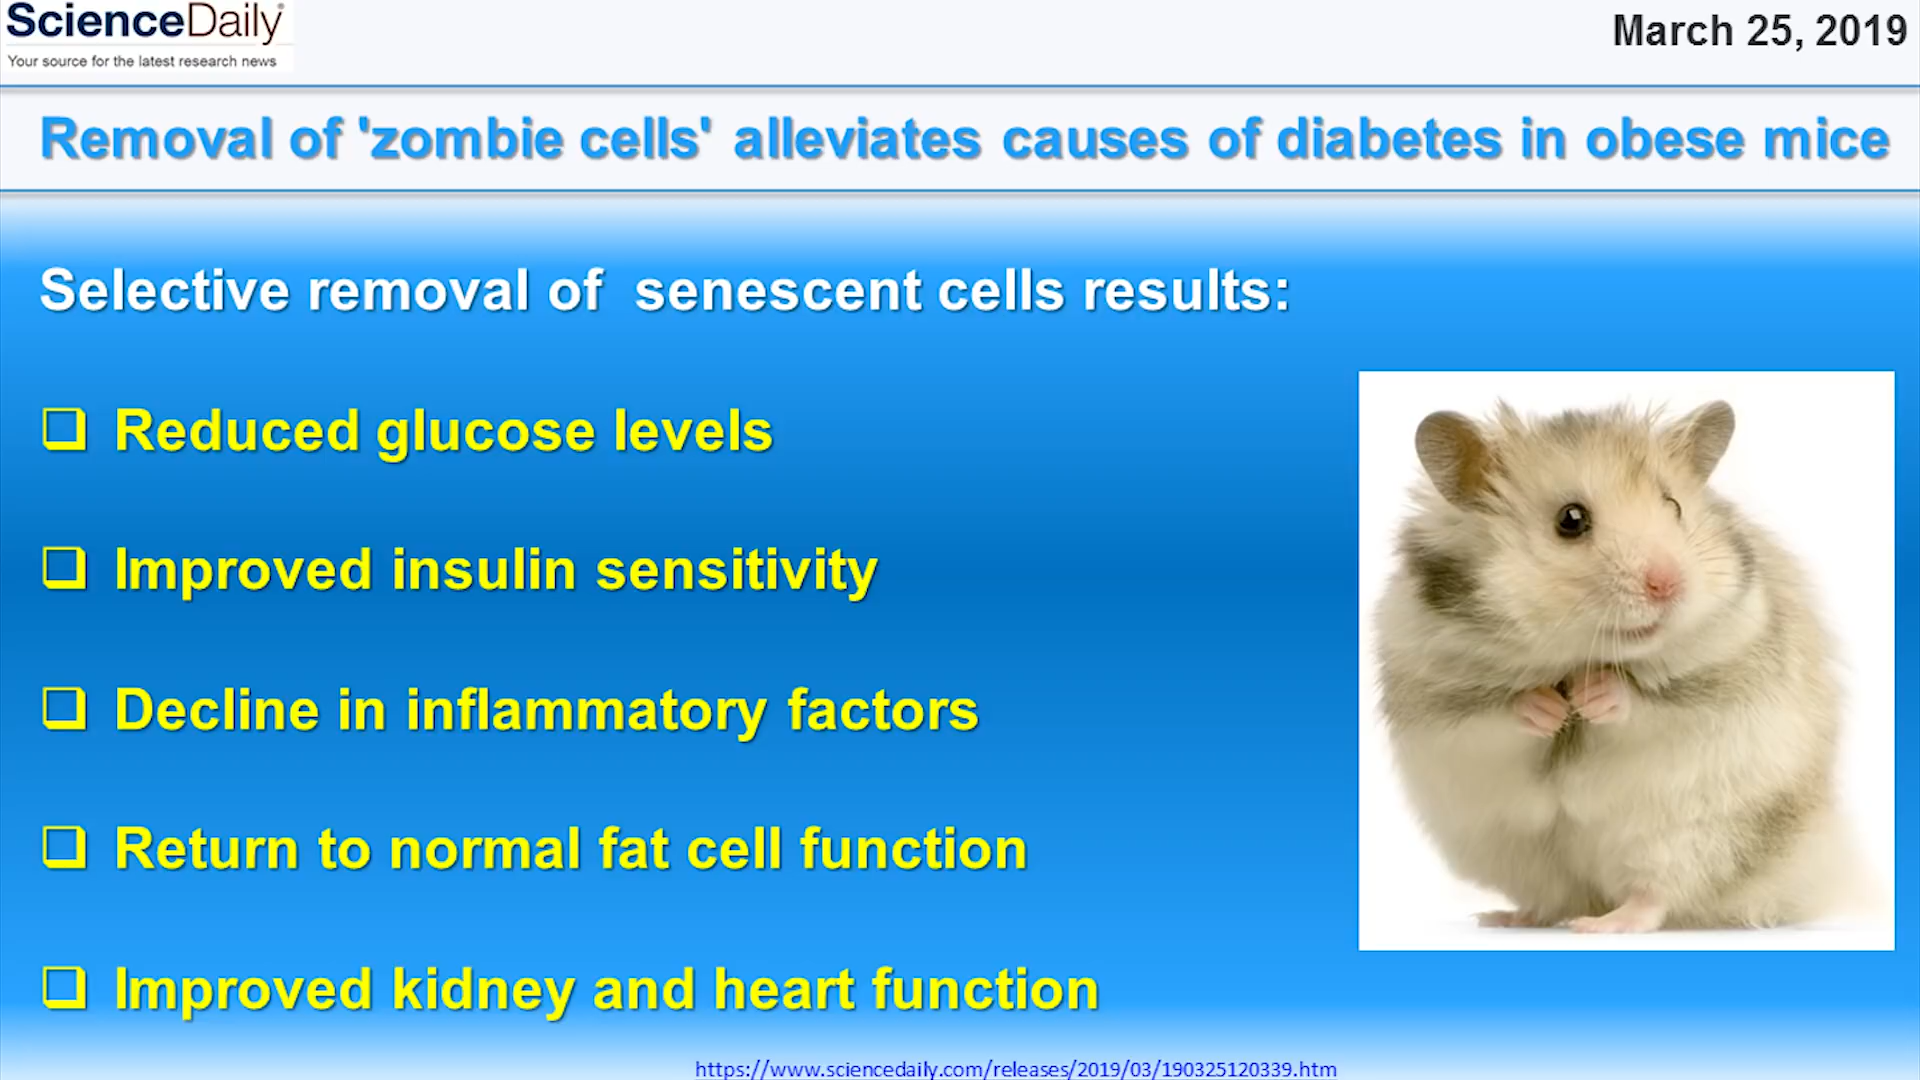 ScienceDaily
Your source for the latest research news
March 25, 2019
Removal of 'zombie cells' alleviates causes of diabetes in obese mice
Selective removal of senescent cells results:
❑ Reduced glucose levels
❑ Improved insulin sensitivity
❑ Decline in inflammatory factors
❑ Return to normal fat cell function
❑ Improved kidney and heart function
https://www.sciencedaily.com/releases/2019/03/190325120339.htm